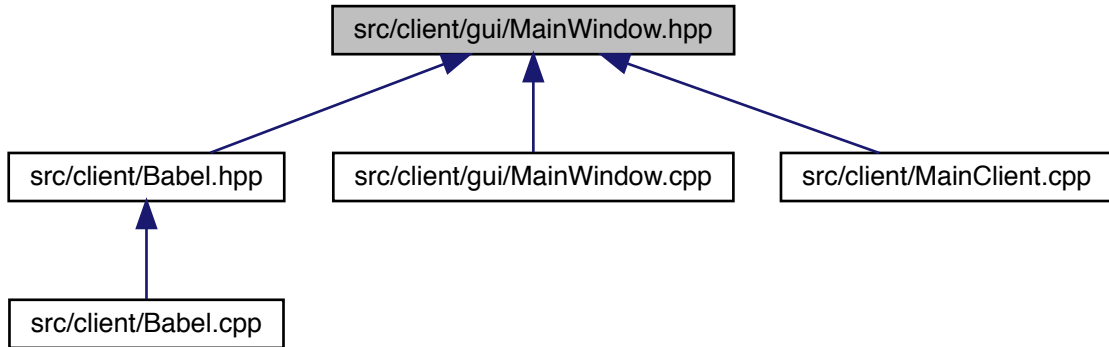 src/client/gui/MainWindow.hpp
src/client/Babel.hpp
src/client/gui/MainWindow.cpp
src/client/MainClient.cpp
src/client/Babel.cpp